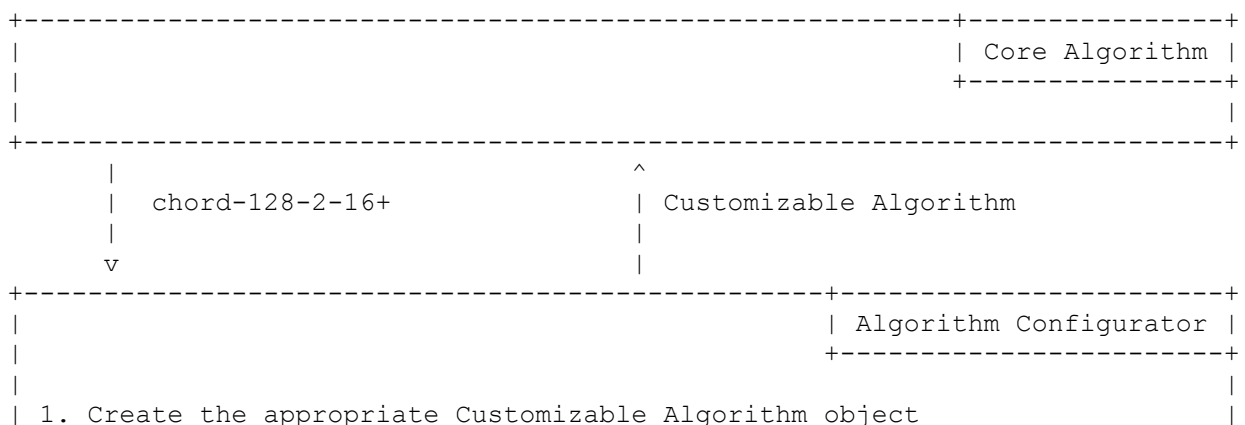 Core Algorithm
chord-128-2-16+ Customizable Algorithm
Algorithm Configurator
1. Create the appropriate Customizable Algorithm object